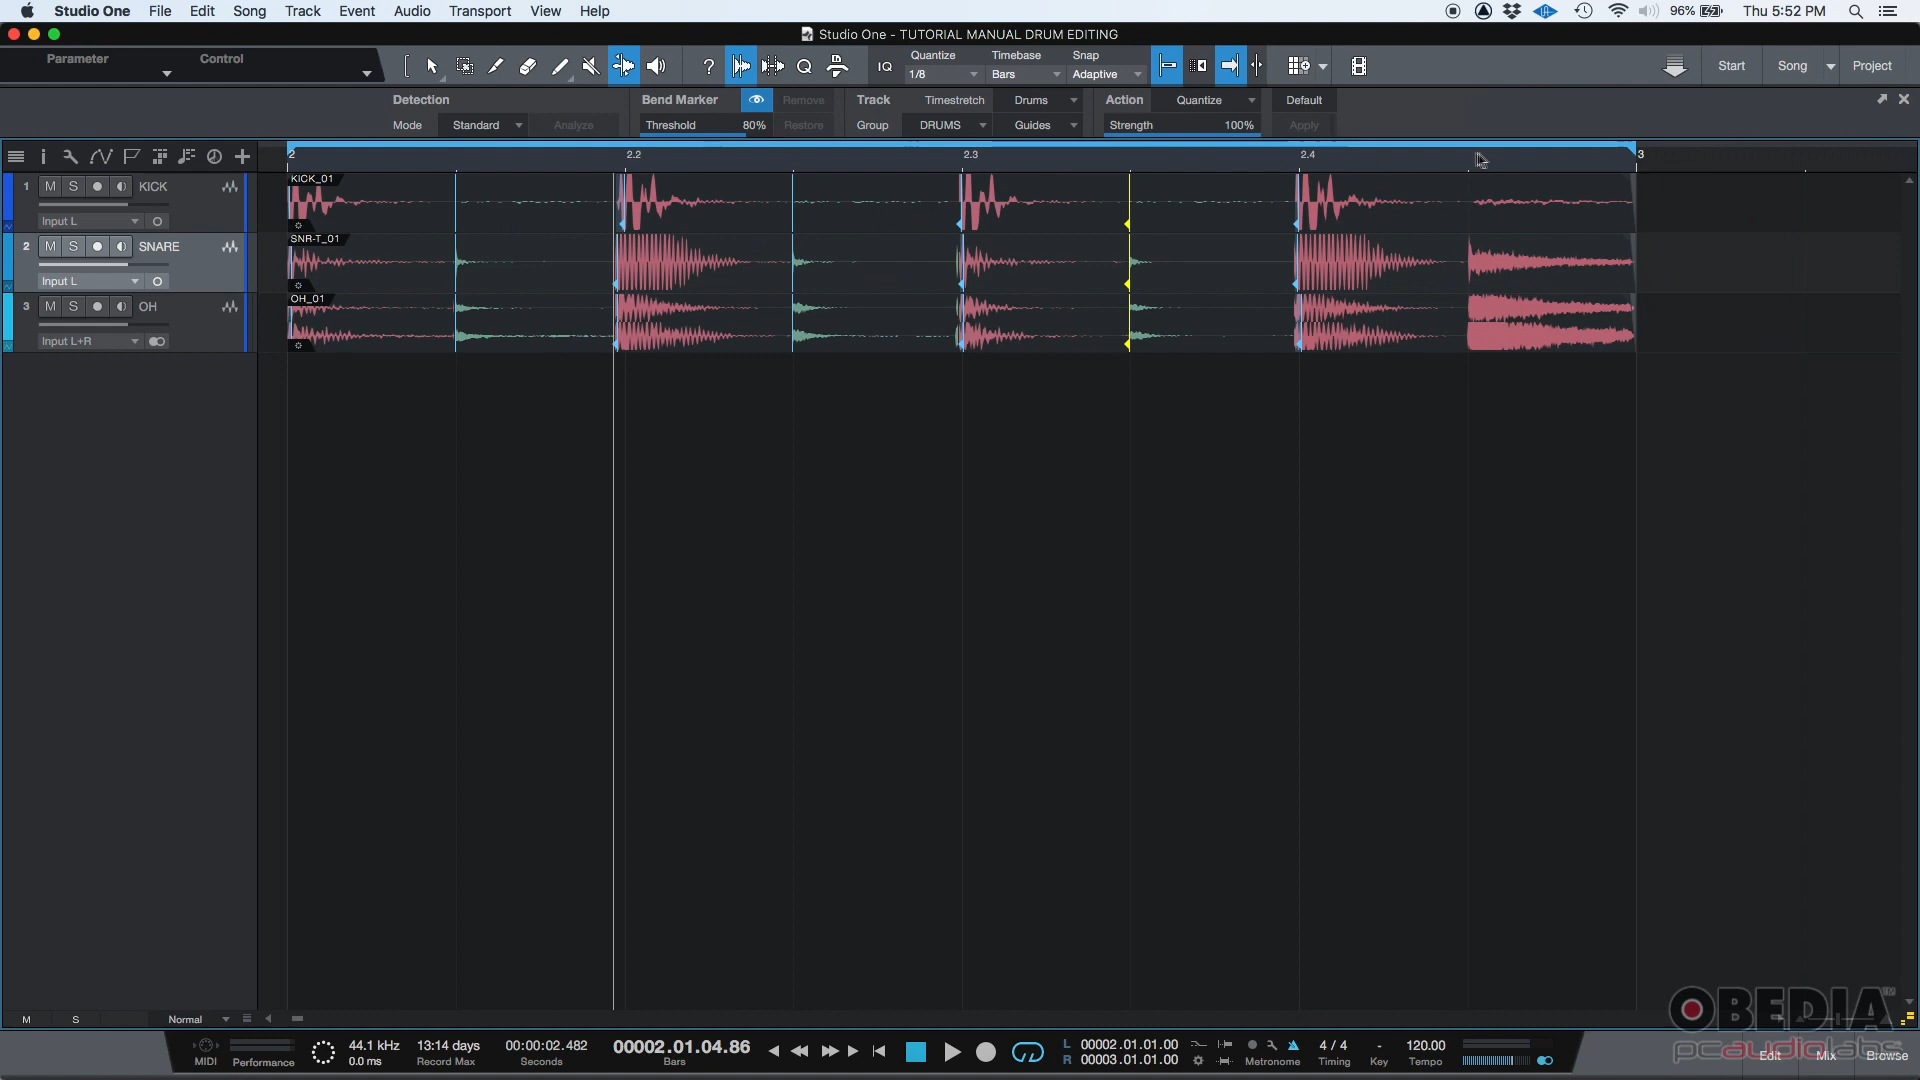 Studio One File Edit Song Track Event Audio Transport View Help 96% Thu 5:52 PM
Studio One - TUTORIAL MANUAL DRUM EDITING
Parameter Control
IQ Quantize Timebase Snap
1/8 Bars Adaptive
Start Song Project
Detection Bend Marker Remove Track Timestretch Drums Action Quantize Default
Mode Standard Analyze Threshold 80% Restore Group DRUMS Guides Strength 100% Apply
2 2.2 2.3 2.4 3
1 M S KICK
Input L
KICK_01
2 M S SNARE
Input L
SNR-T_01
3 M S OH
Input L+R
OH_01
M S Normal
OBEDIA SM
pcaudiolabs
MIDI Performance
44.1 kHz
0.0 ms
13:14 days
Record Max
00:00:02.482
Seconds
00002.01.04.86
Bars
L 00002.01.01.00
R 00003.01.01.00
Metronome
4 / 4
Timing
-
Key
120.00
Tempo
Edit Mix Browse